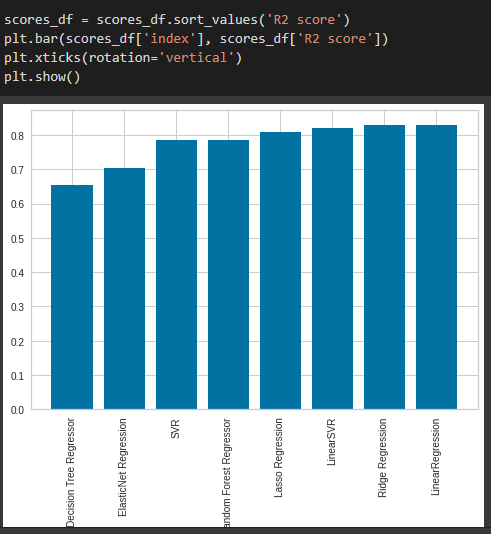 scores_df = scores_df.sort_values('R2 score')
plt.bar(scores_df['index'], scores_df['R2 score'])
plt.xticks(rotation='vertical')
plt.show()
0.8
0.7
0.6
0.5
0.4
0.3
0.2
0.1
0.0
Decision Tree Regressor
ElasticNet Regression
SVR
andom Forest Regressor
Lasso Regression
LinearSVR
Ridge Regression
LinearRegression